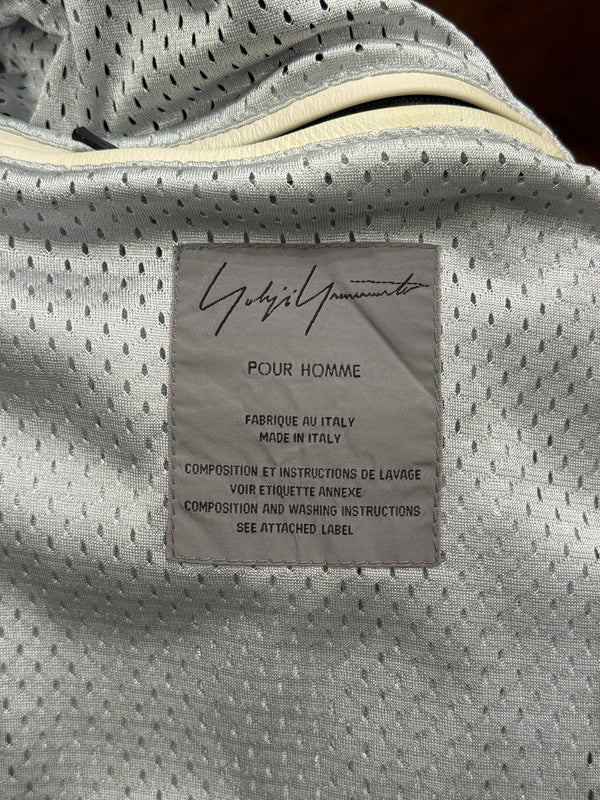 Yohji Yamamoto
POUR HOMME
FABRIQUE AU ITALY
MADE IN ITALY
COMPOSITION ET INSTRUCTIONS DE LAVAGE
VOIR ETIQUETTE ANNEXE
COMPOSITION AND WASHING INSTRUCTIONS
SEE ATTACHED LABEL